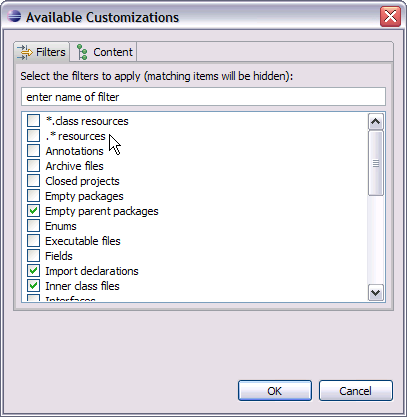 Available Customizations
Filters
Content
Select the filters to apply (matching items will be hidden):
enter name of filter
*.class resources
.* resources
Annotations
Archive files
Closed projects
Empty packages
Empty parent packages
Enums
Executable files
Fields
Import declarations
Inner class files
Interfaces
OK
Cancel